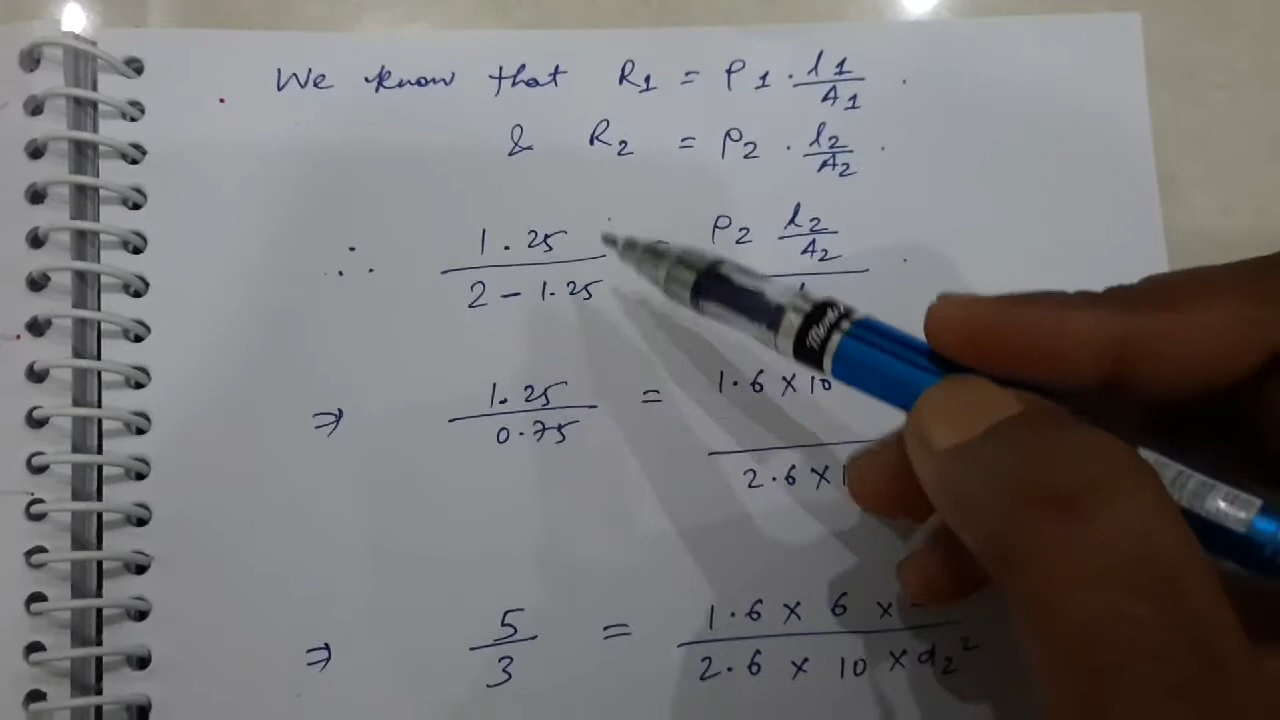 We know that R1 = ρ1 . l1/A1 .
& R2 = ρ2 . l2/A2 .
∴ 1.25/2 - 1.25 = ρ2 l2/A2 .
⇒ 1.25/0.75 = 1.6 × 10 / 2.6 × 1
⇒ 5/3 = 1.6 × 6 × / 2.6 × 10 × d2²